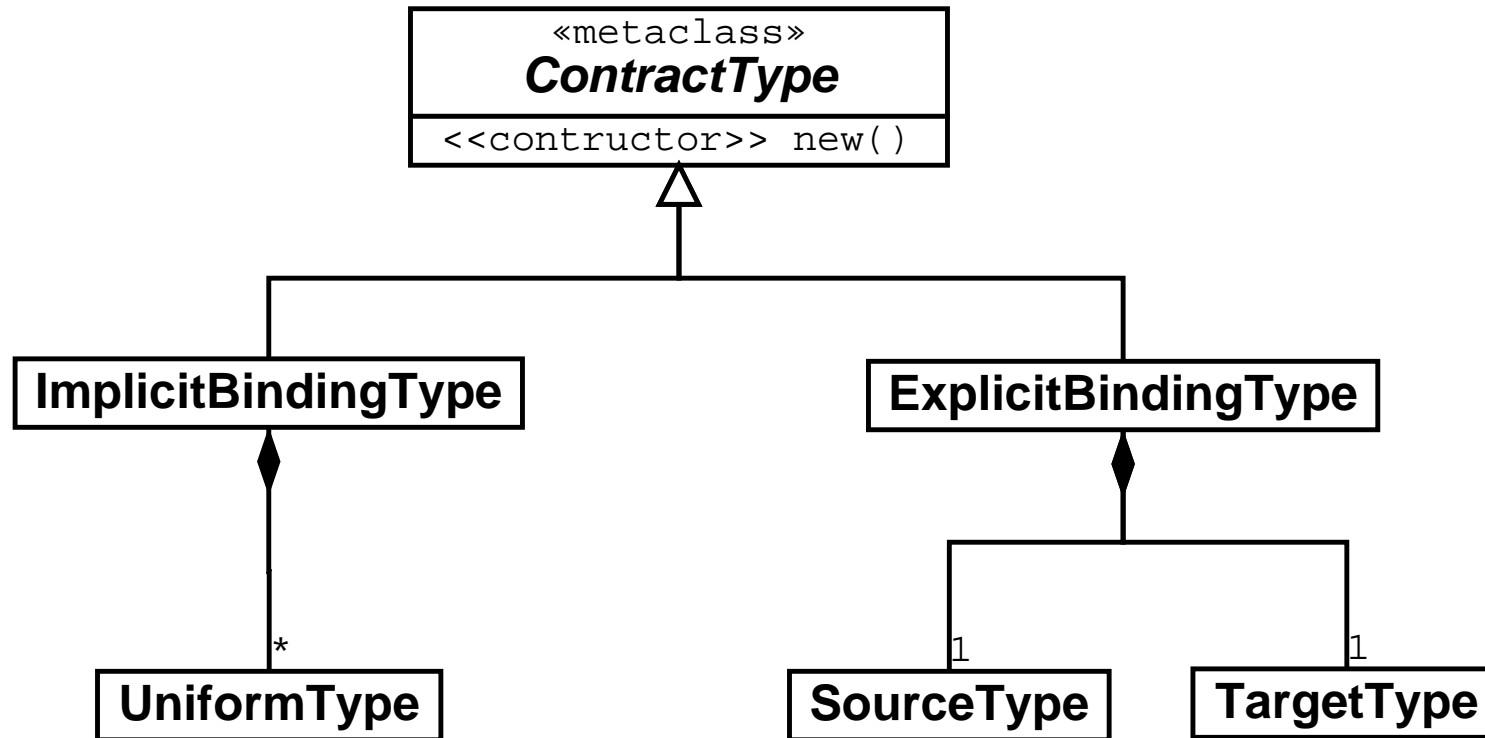 «metaclass»
ContractType
<<contructor>> new()
ImplicitBindingType
ExplicitBindingType
*
1
1
UniformType
SourceType
TargetType